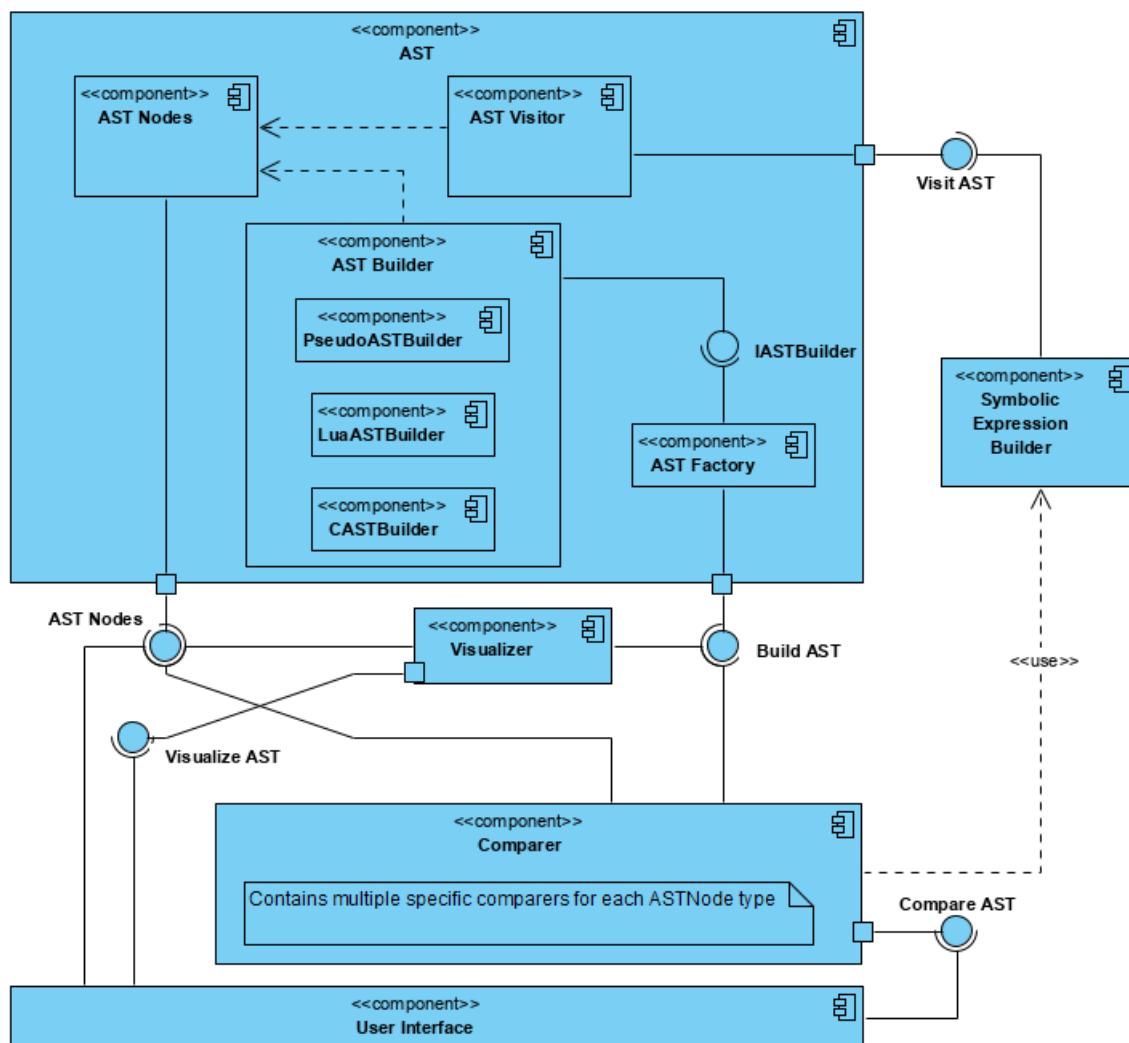 <<component>>
AST
<<component>>
AST Nodes
<<component>>
AST Visitor
Visit AST
<<component>>
AST Builder
<<component>>
PseudoASTBuilder
IASTBuilder
<<component>>
Symbolic
Expression
Builder
<<component>>
LuaASTBuilder
<<component>>
AST Factory
<<component>>
CASTBuilder
AST Nodes
<<component>>
Visualizer
Build AST
<<use>>
Visualize AST
<<component>>
Comparer
Contains multiple specific comparers for each ASTNode type
Compare AST
<<component>>
User Interface